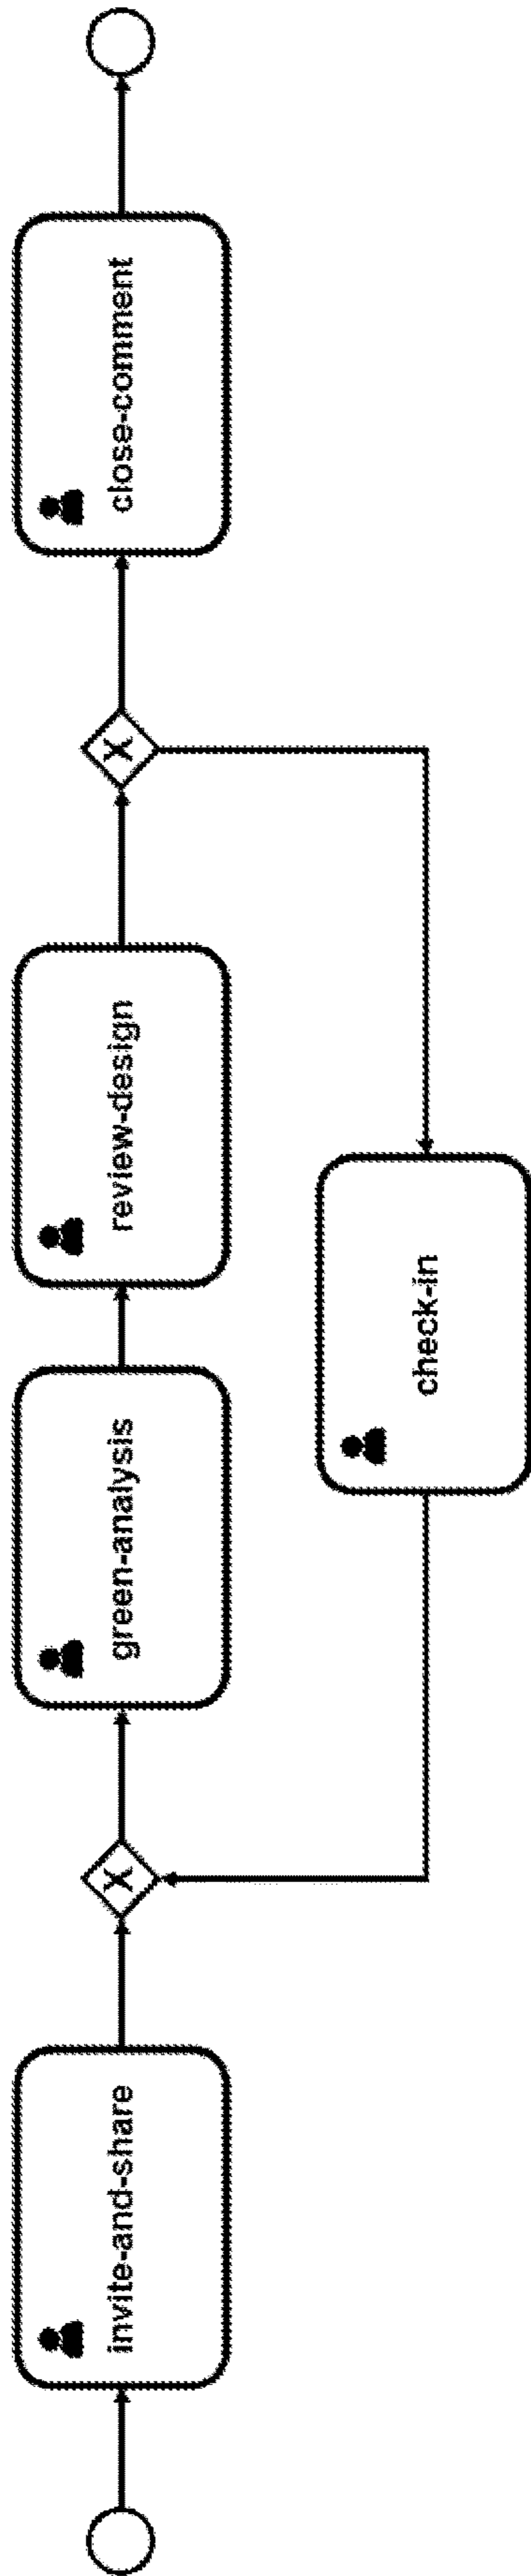 invite-and-share
X
green-analysis
review-design
X
close-comment
check-in